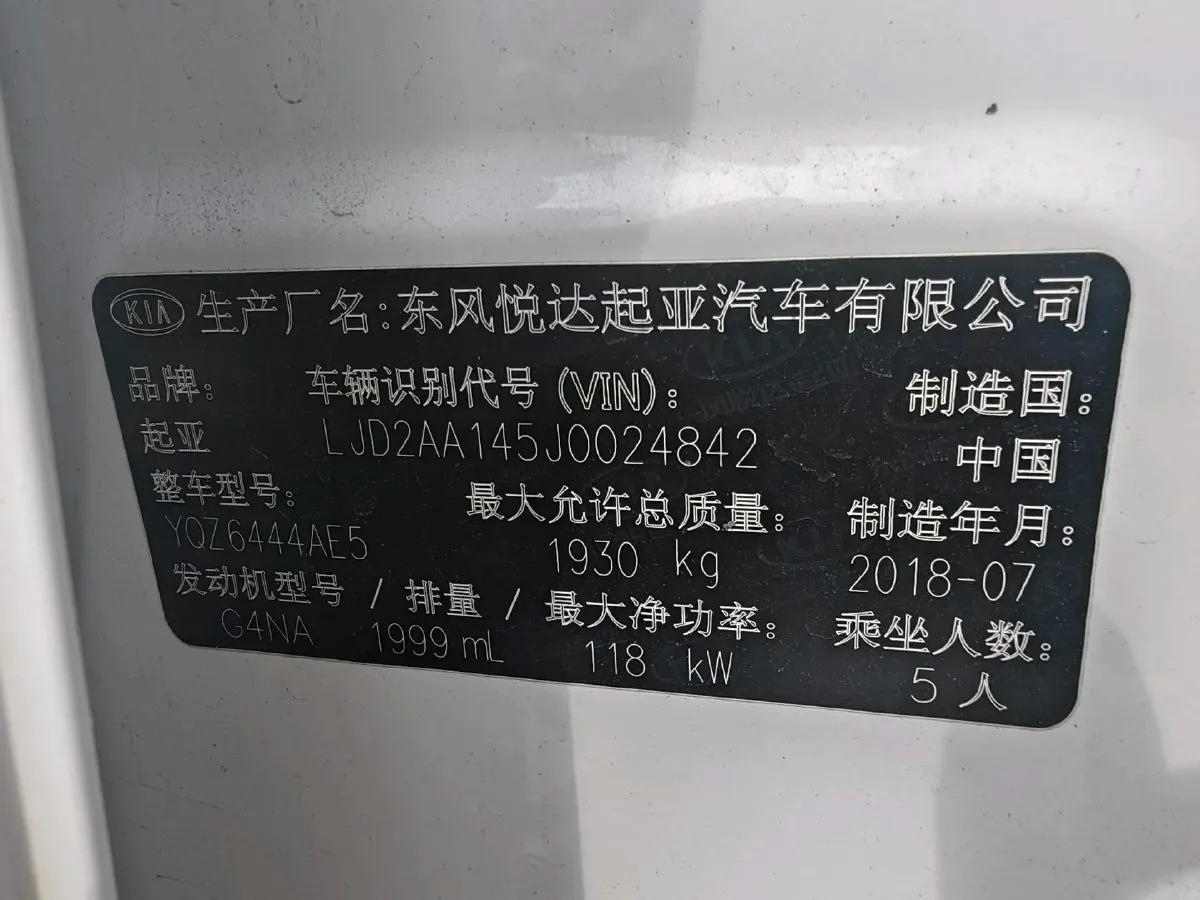 KIA 生产厂名:东风悦达起亚汽车有限公司
品牌: 车辆识别代号(VIN): 制造国:
起亚 LJD2AA145J0024842 中国
整车型号: 最大允许总质量: 制造年月:
YQZ6444AE5 1930 kg 2018-07
发动机型号 / 排量 / 最大净功率: 乘坐人数:
G4NA 1999 mL 118 kW 5 人